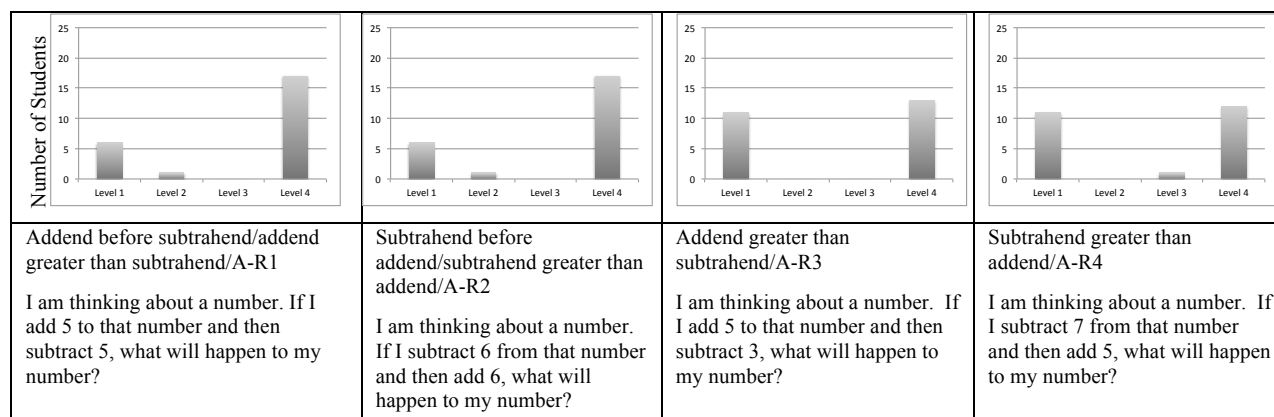 Number of Students
25
20
15
10
5
0
Level 1 Level 2 Level 3 Level 4
25
20
15
10
5
0
Level 1 Level 2 Level 3 Level 4
25
20
15
10
5
0
Level 1 Level 2 Level 3 Level 4
25
20
15
10
5
0
Level 1 Level 2 Level 3 Level 4
Addend before subtrahend/addend
greater than subtrahend/A-R1
I am thinking about a number. If I
add 5 to that number and then
subtract 5, what will happen to my
number?
Subtrahend before
addend/subtrahend greater than
addend/A-R2
I am thinking about a number.
If I subtract 6 from that number
and then add 6, what will
happen to my number?
Addend greater than
subtrahend/A-R3
I am thinking about a number. If
I add 5 to that number and then
subtract 3, what will happen to
my number?
Subtrahend greater than
addend/A-R4
I am thinking about a number. If
I subtract 7 from that number
and then add 5, what will happen
to my number?